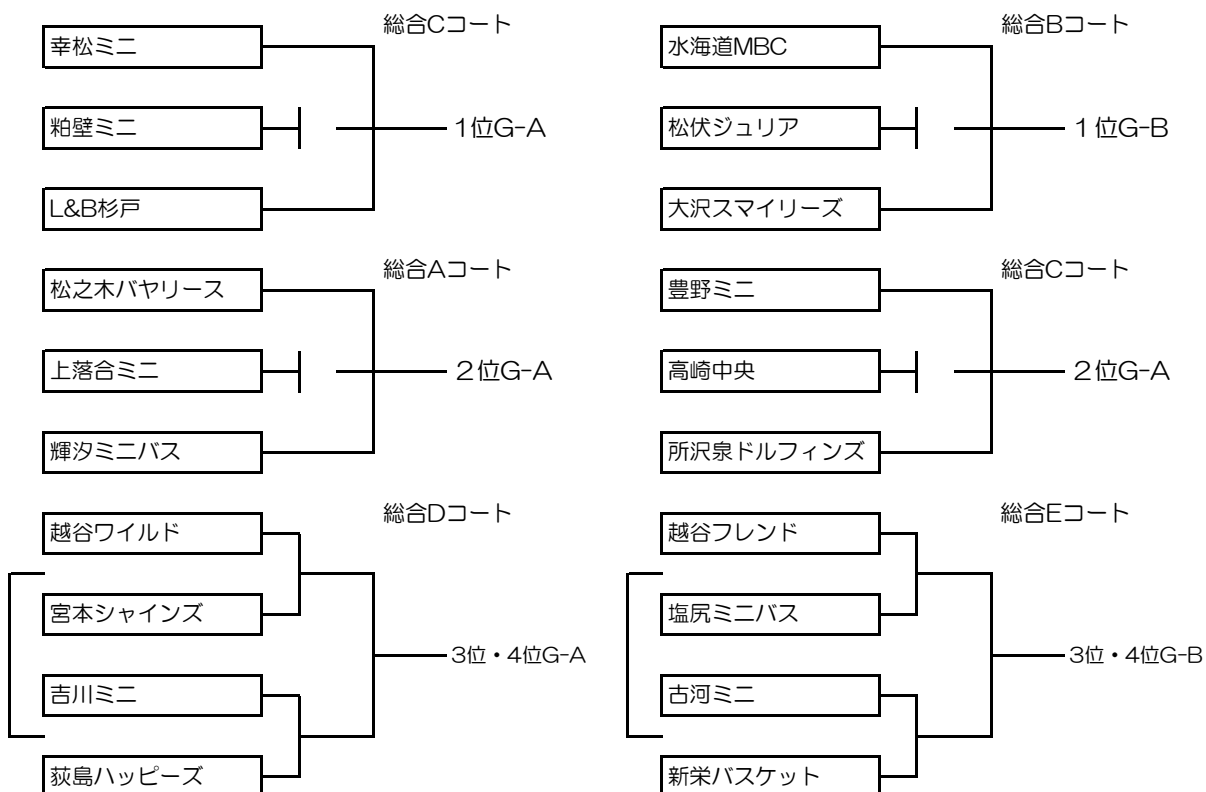 総合Cコート
幸松ミニ
粕壁ミニ
1位G-A
L&B杉戸
総合Bコート
水海道MBC
松伏ジュリア
１位G-B
大沢スマイリーズ
総合Aコート
松之木バヤリース
上落合ミニ
２位G-A
輝汐ミニバス
総合Cコート
豊野ミニ
高崎中央
２位G-A
所沢泉ドルフィンズ
総合Dコート
越谷ワイルド
宮本シャインズ
3位・4位G-A
吉川ミニ
荻島ハッピーズ
総合Eコート
越谷フレンド
塩尻ミニバス
3位・4位G-B
古河ミニ
新栄バスケット